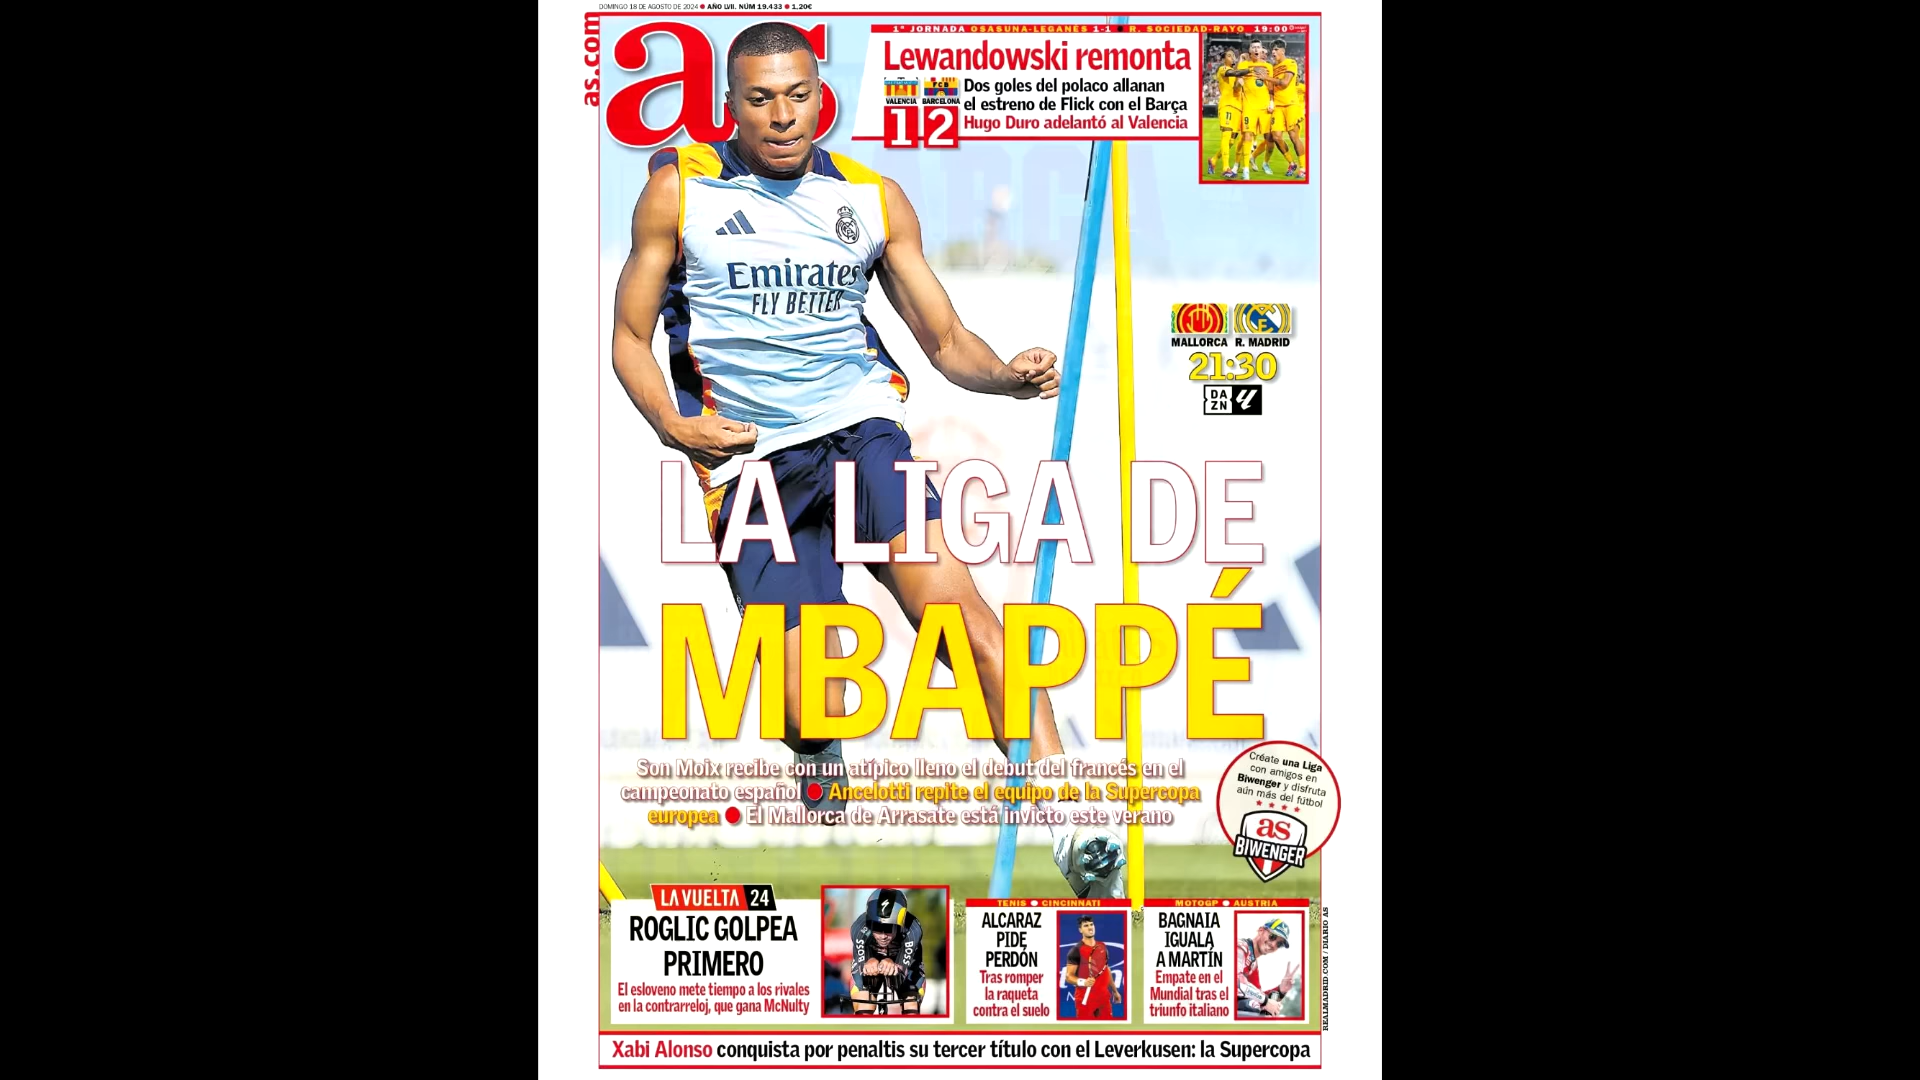 DOMINGO 18 DE AGOSTO DE 2024 ● AÑO LVII. NÚM 19.433 ● 1,20€
as.com
as
1ª JORNADA OSASUNA-LEGANÉS 1-1 ● R. SOCIEDAD-RAYO 19:00
Lewandowski remonta
VALENCIA BARCELONA
1 2
Dos goles del polaco allanan
el estreno de Flick con el Barça
Hugo Duro adelantó al Valencia
Emirates
FLY BETTER
MALLORCA R. MADRID
21:30
DAZN
LA LIGA DE
MBAPPÉ
Son Moix recibe con un atípico lleno el debut del francés en el
campeonato español ● Ancelotti repite el equipo de la Supercopa
europea ● El Mallorca de Arrasate está invicto este verano
Créate una Liga
con amigos en
Biwenger y disfruta
aún más del fútbol
as
BIWENGER
LA VUELTA 24
ROGLIC GOLPEA
PRIMERO
El esloveno mete tiempo a los rivales
en la contrarreloj, que gana McNulty
BOSS BOSS
TENIS ● CINCINNATI
ALCARAZ
PIDE
PERDÓN
Tras romper
la raqueta
contra el suelo
MOTOGP ● AUSTRIA
BAGNAIA
IGUALA
A MARTÍN
Empate en el
Mundial tras el
triunfo italiano
REALMADRID.COM / DIARIO AS
Xabi Alonso conquista por penaltis su tercer título con el Leverkusen: la Supercopa